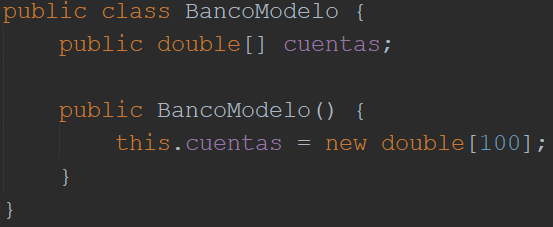 public class BancoModelo {
    public double[] cuentas;

    public BancoModelo() {
        this.cuentas = new double[100];
    }
}